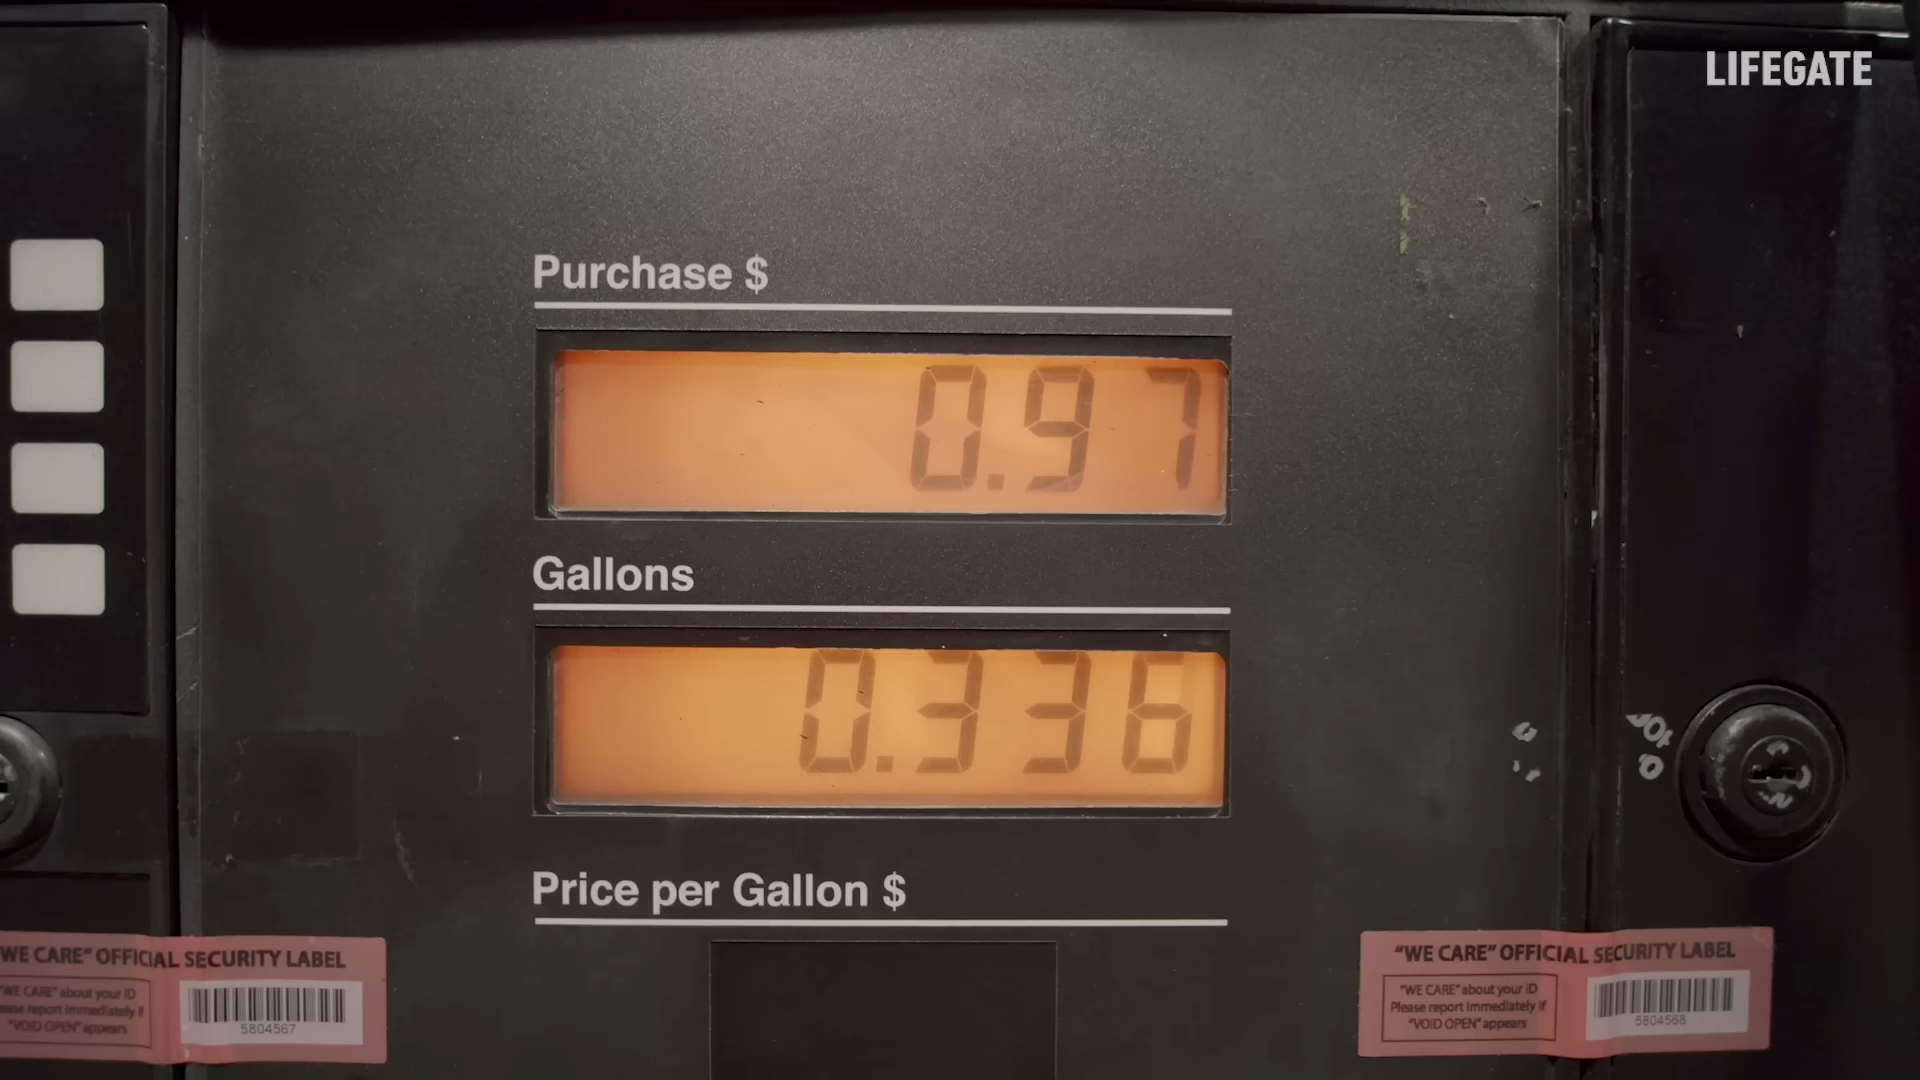 LIFEGATE
Purchase $
0.97
Gallons
0.336
Price per Gallon $
WE CARE" OFFICIAL SECURITY LABEL
"WE CARE" about your ID
ease report immediately if
"VOID OPEN" appears
5804567
"WE CARE" OFFICIAL SECURITY LABEL
"WE CARE" about your ID
Please report immediately if
"VOID OPEN" appears
5804568